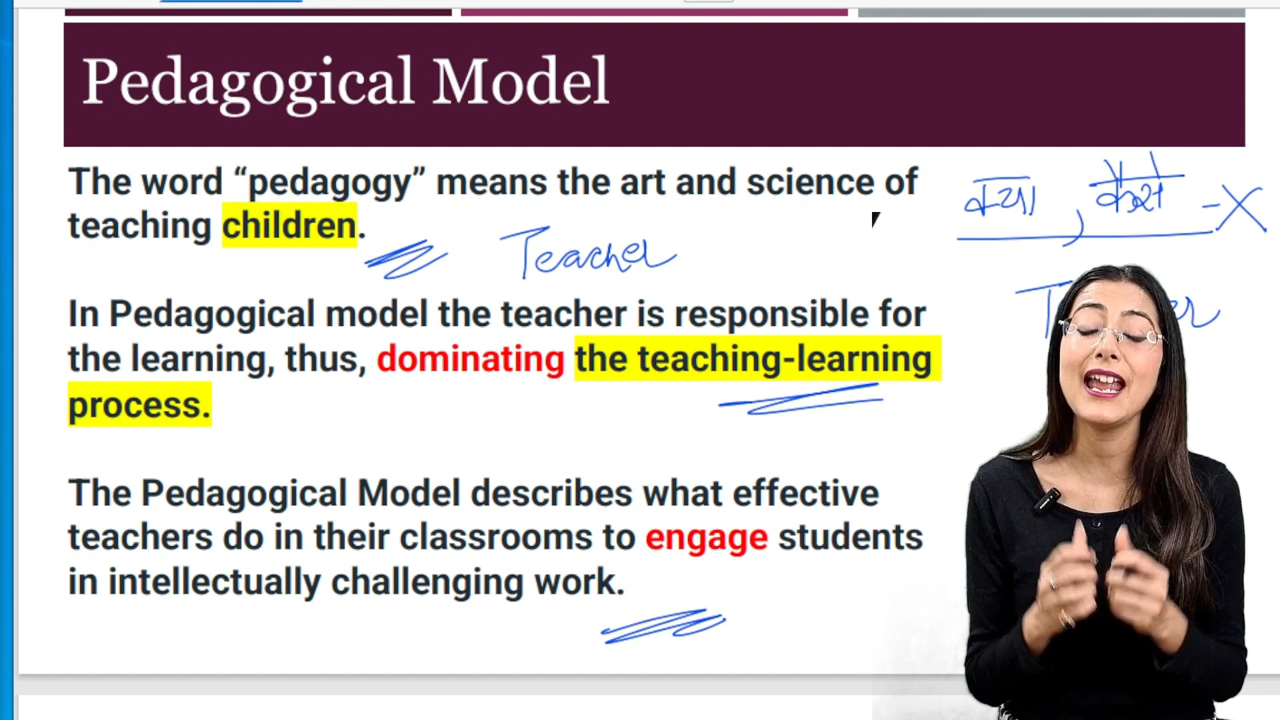 Pedagogical Model
The word “pedagogy” means the art and science of
teaching children.
क्या, 
Teacher
In Pedagogical model the teacher is responsible for
the learning, thus, dominating the teaching-learning
process.
The Pedagogical Model describes what effective
teachers do in their classrooms to engage students
in intellectually challenging work.